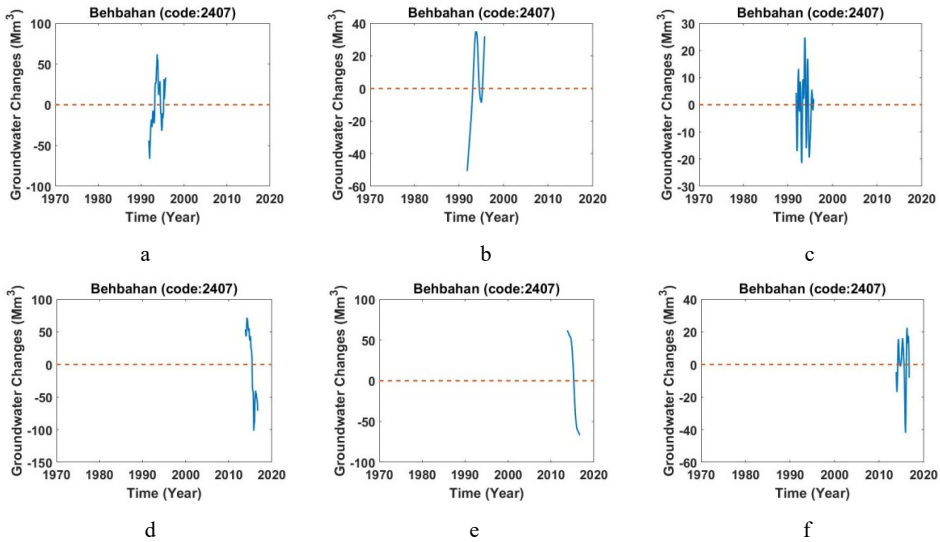 Behbahan (code:2407)
Groundwater Changes (Mm³)
100
50
0
-50
-100
1970 1980 1990 2000 2010 2020
Time (Year)
a
Behbahan (code:2407)
Groundwater Changes (Mm³)
40
20
0
-20
-40
-60
1970 1980 1990 2000 2010 2020
Time (Year)
b
Behbahan (code:2407)
Groundwater Changes (Mm³)
30
20
10
0
-10
-20
-30
1970 1980 1990 2000 2010 2020
Time (Year)
c
Behbahan (code:2407)
Groundwater Changes (Mm³)
100
50
0
-50
-100
-150
1970 1980 1990 2000 2010 2020
Time (Year)
d
Behbahan (code:2407)
Groundwater Changes (Mm³)
100
50
0
-50
-100
1970 1980 1990 2000 2010 2020
Time (Year)
e
Behbahan (code:2407)
Groundwater Changes (Mm³)
40
20
0
-20
-40
-60
1970 1980 1990 2000 2010 2020
Time (Year)
f